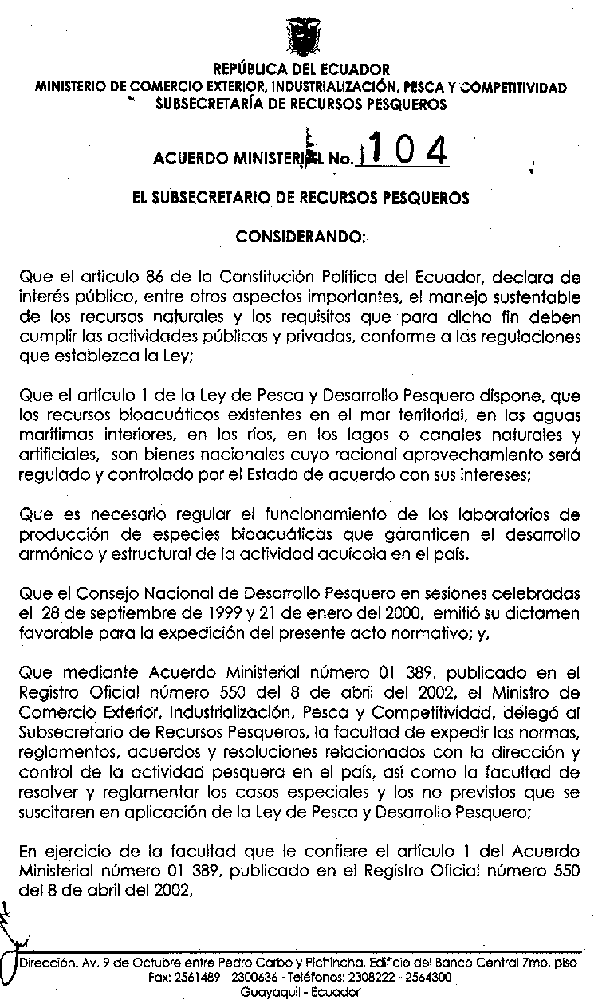 REPÚBLICA DEL ECUADOR
MINISTERIO DE COMERCIO EXTERIOR, INDUSTRIALIZACIÓN, PESCA Y COMPETITIVIDAD
SUBSECRETARÍA DE RECURSOS PESQUEROS
ACUERDO MINISTERIAL No. 104
EL SUBSECRETARIO DE RECURSOS PESQUEROS
CONSIDERANDO:
Que el artículo 86 de la Constitución Política del Ecuador, declara de
interés público, entre otros aspectos importantes, el manejo sustentable
de los recursos naturales y los requisitos que para dicho fin deben
cumplir las actividades públicas y privadas, conforme a las regulaciones
que establezca la Ley;
Que el artículo 1 de la Ley de Pesca y Desarrollo Pesquero dispone, que
los recursos bioacuáticos existentes en el mar territorial, en las aguas
marítimas interiores, en los ríos, en los lagos o canales naturales y
artificiales, son bienes nacionales cuyo racional aprovechamiento será
regulado y controlado por el Estado de acuerdo con sus intereses;
Que es necesario regular el funcionamiento de los laboratorios de
producción de especies bioacuáticas que garanticen el desarrollo
armónico y estructural de la actividad acuícola en el país.
Que el Consejo Nacional de Desarrollo Pesquero en sesiones celebradas
el 28 de septiembre de 1999 y 21 de enero del 2000, emitió su dictamen
favorable para la expedición del presente acto normativo; y,
Que mediante Acuerdo Ministerial número 01 389, publicado en el
Registro Oficial número 550 del 8 de abril del 2002, el Ministro de
Comercio Exterior, Industrialización, Pesca y Competitividad, delegó al
Subsecretario de Recursos Pesqueros, la facultad de expedir las normas,
reglamentos, acuerdos y resoluciones relacionados con la dirección y
control de la actividad pesquera en el país, así como la facultad de
resolver y reglamentar los casos especiales y los no previstos que se
suscitaren en aplicación de la Ley de Pesca y Desarrollo Pesquero;
En ejercicio de la facultad que le confiere el artículo 1 del Acuerdo
Ministerial número 01 389, publicado en el Registro Oficial número 550
del 8 de abril del 2002,
Dirección: Av. 9 de Octubre entre Pedro Carbo y Pichincha, Edificio del Banco Central 7mo. piso
Fax: 2561489 - 2300636 - Teléfonos: 2308222 - 2564300
Guayaquil - Ecuador